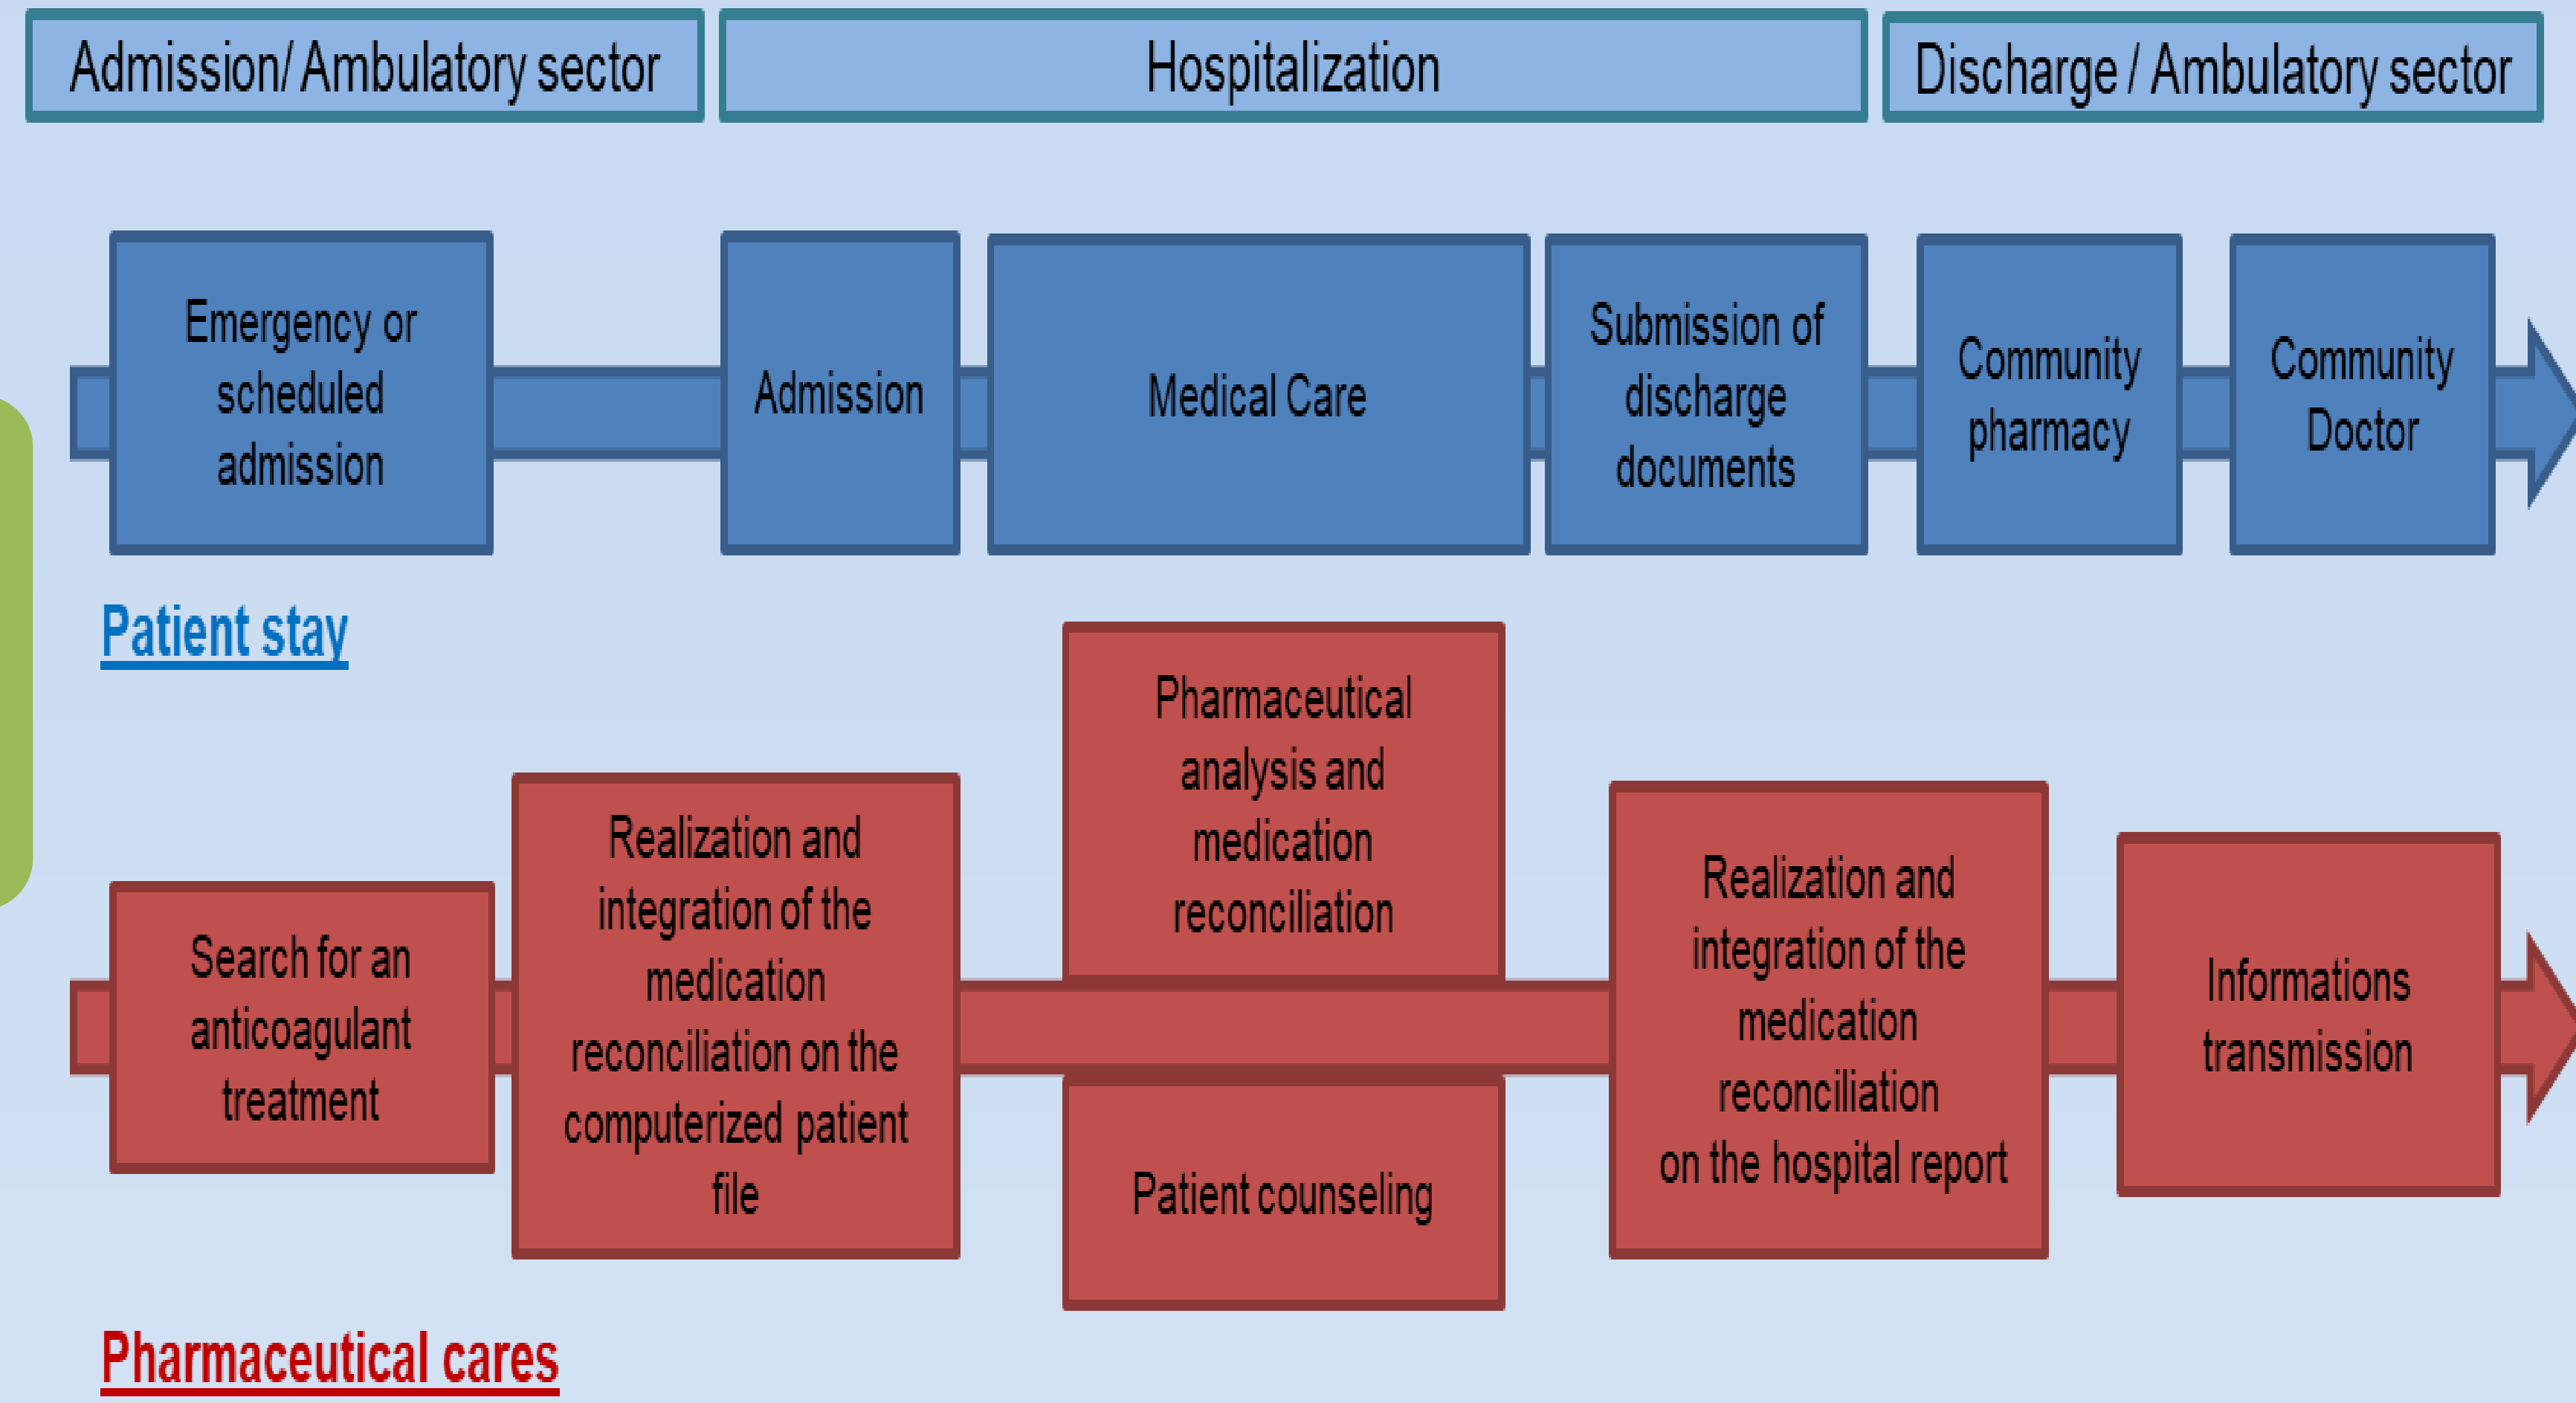 Admission/ Ambulatory sector
Hospitalization
Discharge / Ambulatory sector
Emergency or
scheduled
admission
Admission
Medical Care
Submission of
discharge
documents
Community
pharmacy
Community
Doctor
Patient stay
Search for an
anticoagulant
treatment
Realization and
integration of the
medication
reconciliation on the
computerized patient
file
Pharmaceutical
analysis and
medication
reconciliation
Patient counseling
Realization and
integration of the
medication
reconciliation
on the hospital report
Informations
transmission
Pharmaceutical cares